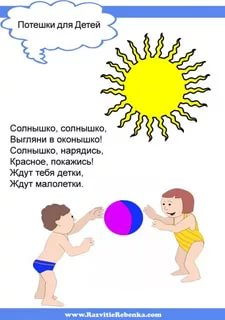 Потешки для Детей
Солнышко, солнышко,
Выгляни в оконышко!
Солнышко, нарядись,
Красное, покажись!
Ждут тебя детки,
Ждут малолетки.
www.RazvitieRebenka.com